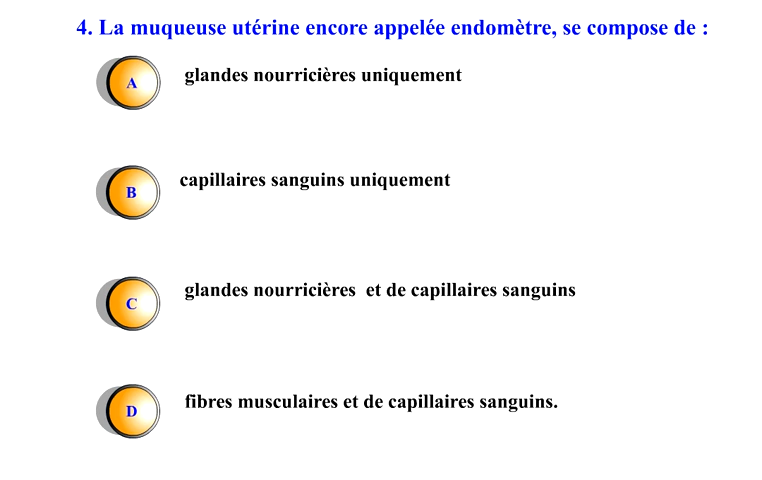 4. La muqueuse utérine encore appelée endomètre, se compose de :
A glandes nourricières uniquement
B capillaires sanguins uniquement
C glandes nourricières et de capillaires sanguins
D fibres musculaires et de capillaires sanguins.